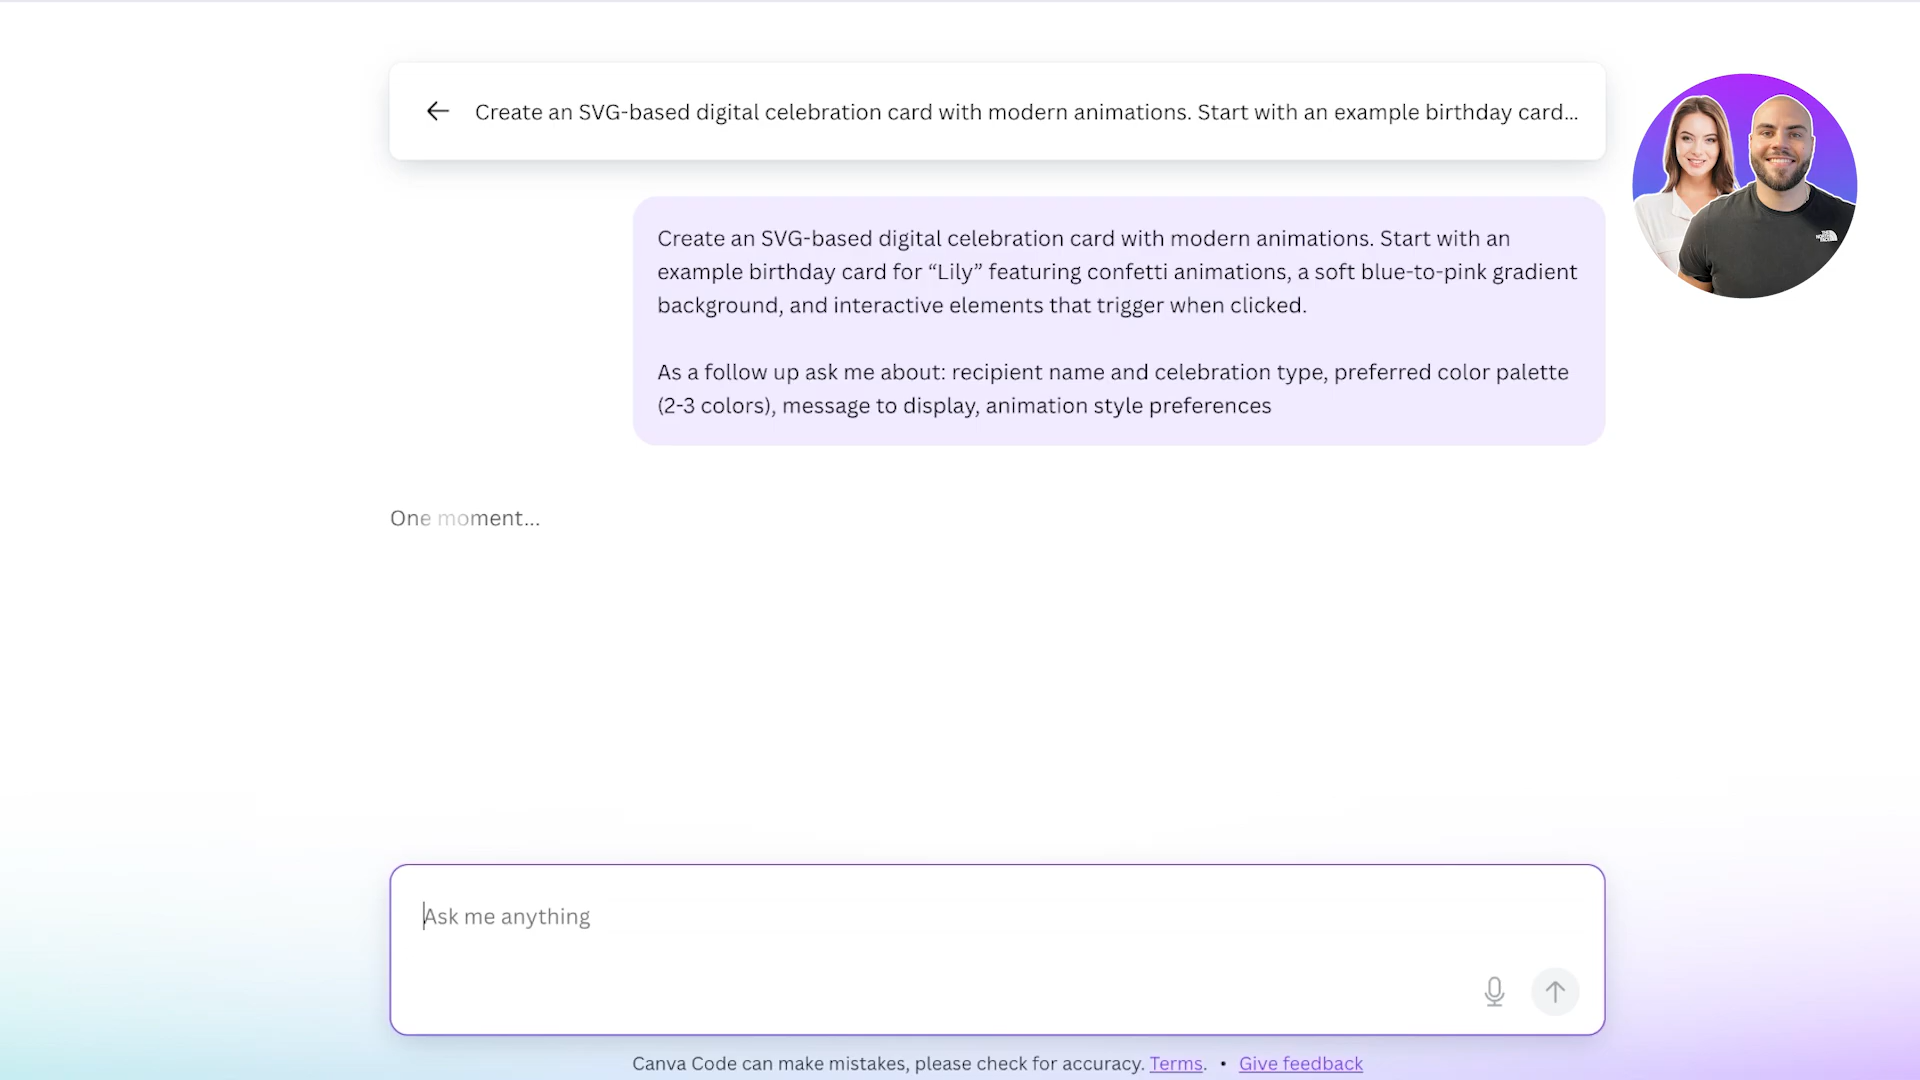 Create an SVG-based digital celebration card with modern animations. Start with an example birthday card...
Create an SVG-based digital celebration card with modern animations. Start with an
example birthday card for “Lily” featuring confetti animations, a soft blue-to-pink gradient
background, and interactive elements that trigger when clicked.
As a follow up ask me about: recipient name and celebration type, preferred color palette
(2-3 colors), message to display, animation style preferences
One moment...
Ask me anything
Canva Code can make mistakes, please check for accuracy. Terms. • Give feedback